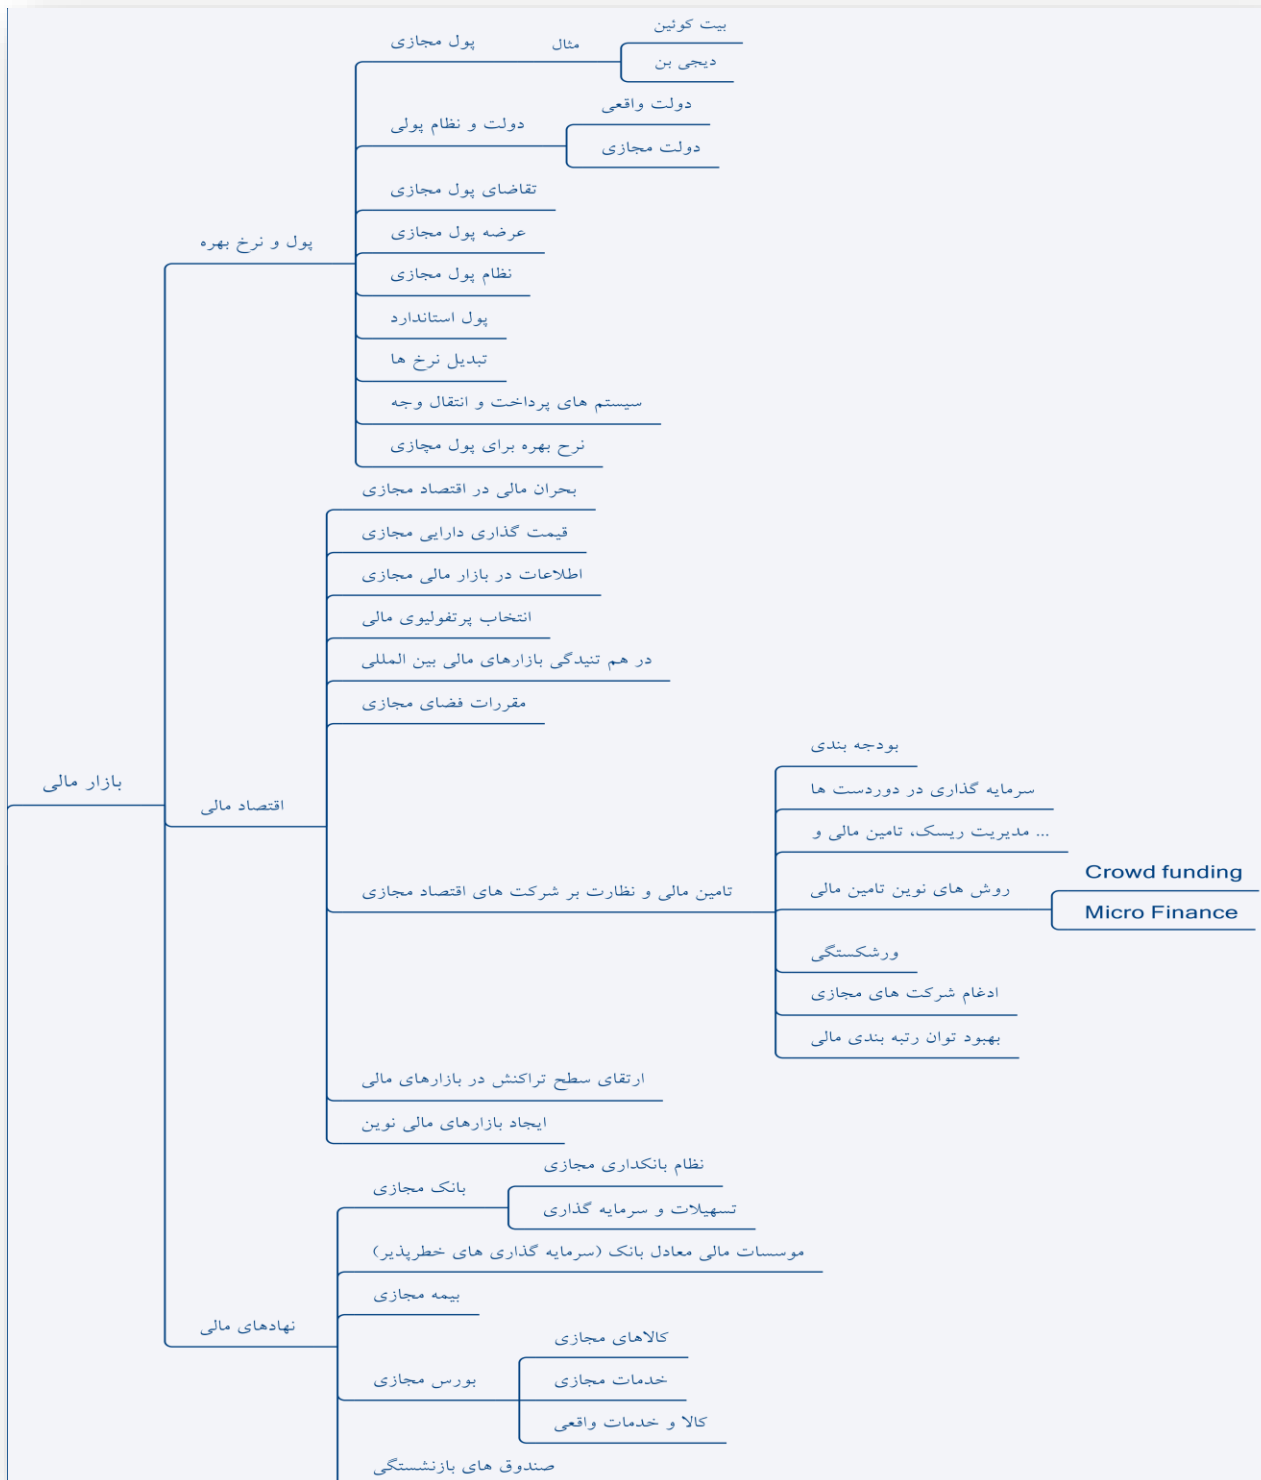 بازار مالی
پول و نرخ بهره
پول مجازی
مثال
بیت کوئین
دیجی بن
دولت و نظام پولی
دولت واقعی
دولت مجازی
تقاضای پول مجازی
عرضه پول مجازی
نظام پول مجازی
پول استاندارد
تبدیل نرخ ها
سیستم های پرداخت و انتقال وجه
نرح بهره برای پول مچازی
اقتصاد مالی
بحران مالی در اقتصاد مجازی
قیمت گذاری دارایی مجازی
اطلاعات در بازار مالی مجازی
انتخاب پرتفولیوی مالی
در هم تنیدگی بازارهای مالی بین المللی
مقررات فضای مجازی
تامین مالی و نظارت بر شرکت های اقتصاد مجازی
بودجه بندی
سرمایه گذاری در دوردست ها
مدیریت ریسک، تامین مالی و ...
روش های نوین تامین مالی
Crowd funding
Micro Finance
ورشکستگی
ادغام شرکت های مجازی
بهبود توان رتبه بندی مالی
ارتقای سطح تراکنش در بازارهای مالی
ایجاد بازارهای مالی نوین
نهادهای مالی
بانک مجازی
نظام بانکداری مجازی
تسهیلات و سرمایه گذاری
موسسات مالی معادل بانک (سرمایه گذاری های خطرپذیر)
بیمه مجازی
بورس مجازی
کالاهای مجازی
خدمات مجازی
کالا و خدمات واقعی
صندوق های بازنشستگی